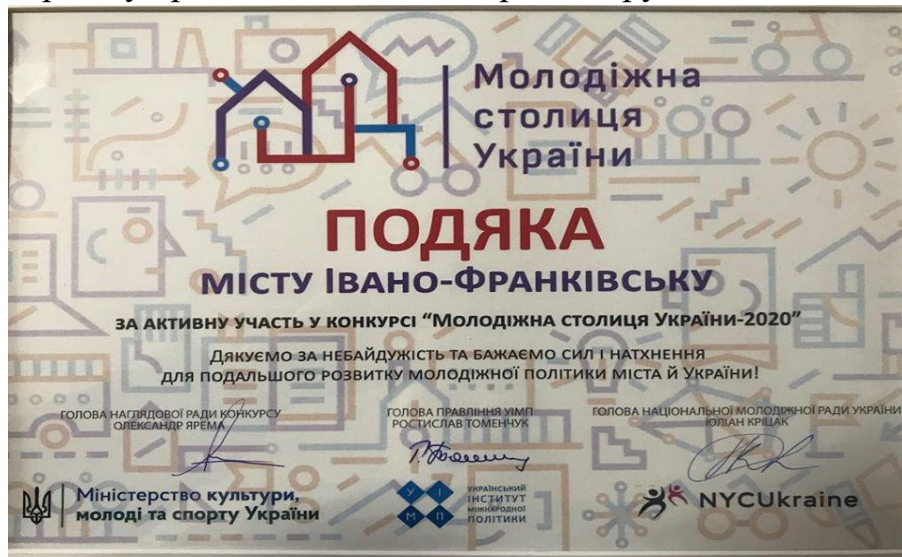 Молодіжна
столиця
України
ПОДЯКА
МІСТУ ІВАНО-ФРАНКІВСЬКУ
ЗА АКТИВНУ УЧАСТЬ У КОНКУРСІ “МОЛОДІЖНА СТОЛИЦЯ УКРАЇНИ-2020”
ДЯКУЄМО ЗА НЕБАЙДУЖІСТЬ ТА БАЖАЄМО СИЛ І НАТХНЕННЯ
ДЛЯ ПОДАЛЬШОГО РОЗВИТКУ МОЛОДІЖНОЇ ПОЛІТИКИ МІСТА Й УКРАЇНИ!
ГОЛОВА НАГЛЯДОВОЇ РАДИ КОНКУРСУ
ОЛЕКСАНДР ЯРЕМА
ГОЛОВА ПРАВЛІННЯ УІМП
РОСТИСЛАВ ТОМЕНЧУК
ГОЛОВА НАЦІОНАЛЬНОЇ МОЛОДІЖНОЇ РАДИ УКРАЇНИ
ЮЛІАН КРІЦАК
Міністерство культури,
молоді та спорту України
У І
М П
УКРАЇНСЬКИЙ
ІНСТИТУТ
МІЖНАРОДНОЇ
ПОЛІТИКИ
NYCUkraine